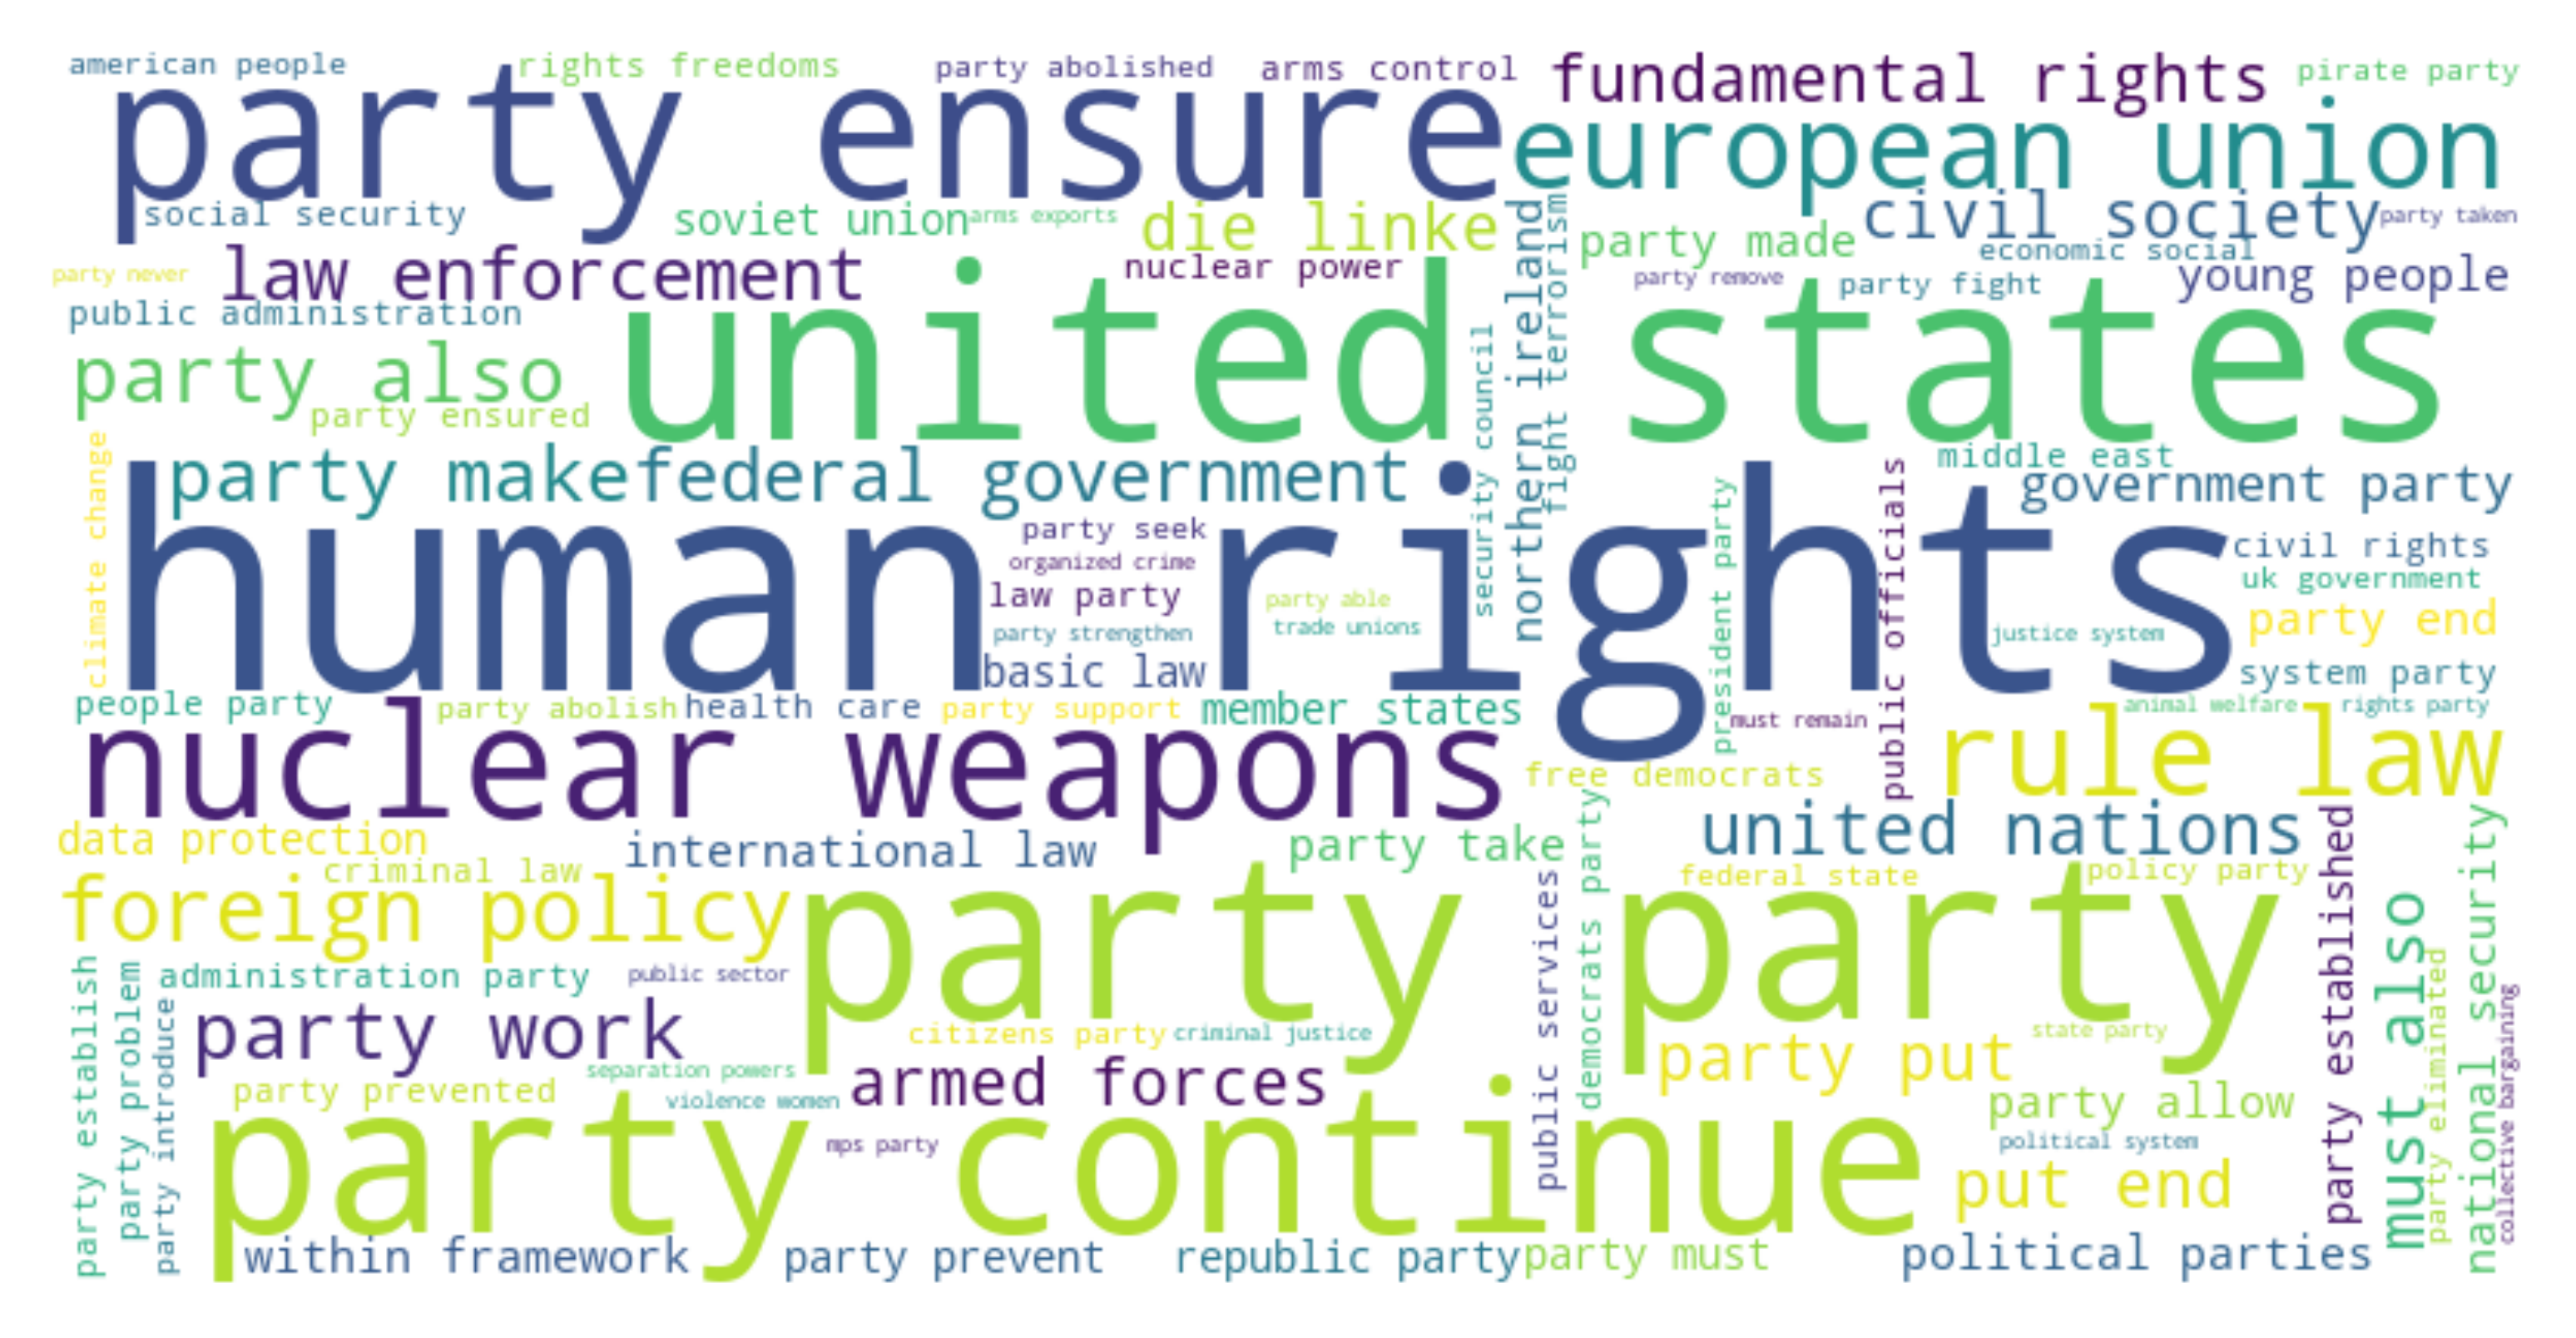 american people
rights freedoms
party abolished
arms control
fundamental rights
pirate party
party ensure
european union
social security
soviet union
arms exports
die linke
party made
civil society
party taken
economic social
party never
law enforcement
nuclear power
northern ireland
fight terrorism
party remove
party fight
young people
public administration
united states
party also
party ensured
security council
climate change
party make
federal government
middle east
government party
human rights
party seek
organized crime
law party
party able
party strengthen
trade unions
basic law
president party
public officials
civil rights
uk government
party end
justice system
system party
people party
party abolish
health care
party support
member states
must remain
animal welfare
rights party
nuclear weapons
free democrats
rule law
data protection
criminal law
international law
party take
democrats party
united nations
federal state
policy party
party established
national security
foreign policy
party party
public services
must also
party establish
party problem
party introduce
administration party
public sector
party work
citizens party
criminal justice
state party
party put
party eliminated
collective bargaining
separation powers
armed forces
party prevented
violence women
party allow
mps party
party continue
political system
put end
within framework
party prevent
republic party
party must
political parties